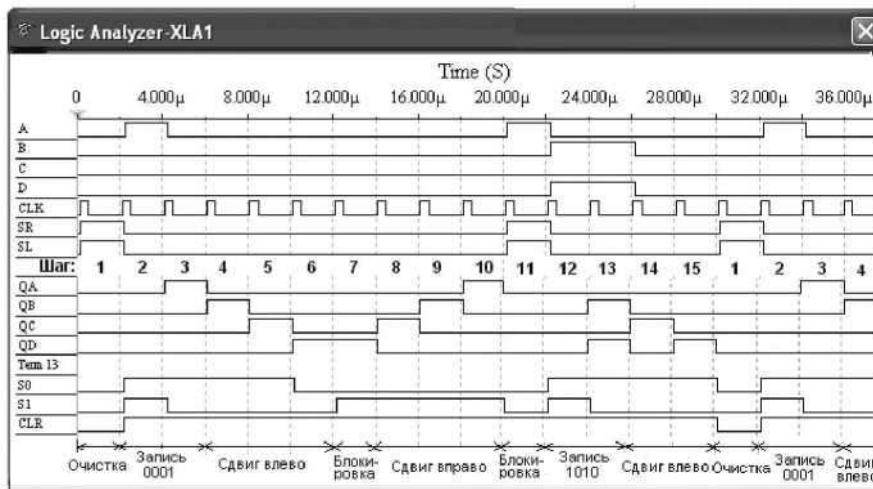 Logic Analyzer-XLA1
Time (S)
0 4.000μ 8.000μ 12.000μ 16.000μ 20.000μ 24.000μ 28.000μ 32.000μ 36.000μ
A
B
C
D
CLK
SR
SL
Шаг: 1 2 3 4 5 6 7 8 9 10 11 12 13 14 15 1 2 3 4
QA
QB
QC
QD
Term 13
S0
S1
CLR
Очистка Запись Сдвиг влево Блоки- Сдвиг вправо Блоки- Запись Сдвиг влево Очистка Запись Сдвиг
0001 ровка ровка 1010 0001 влево